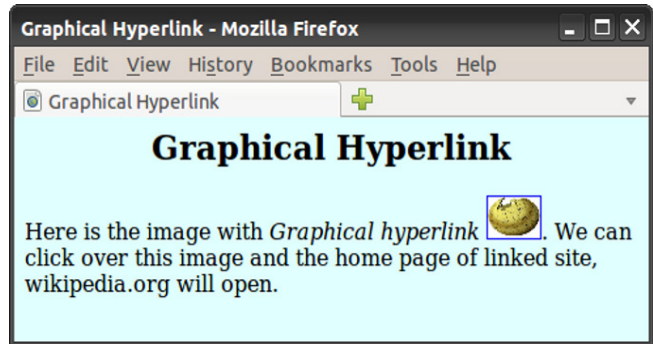 Graphical Hyperlink - Mozilla Firefox
File Edit View History Bookmarks Tools Help
Graphical Hyperlink
Graphical Hyperlink
Here is the image with Graphical hyperlink . We can
click over this image and the home page of linked site,
wikipedia.org will open.